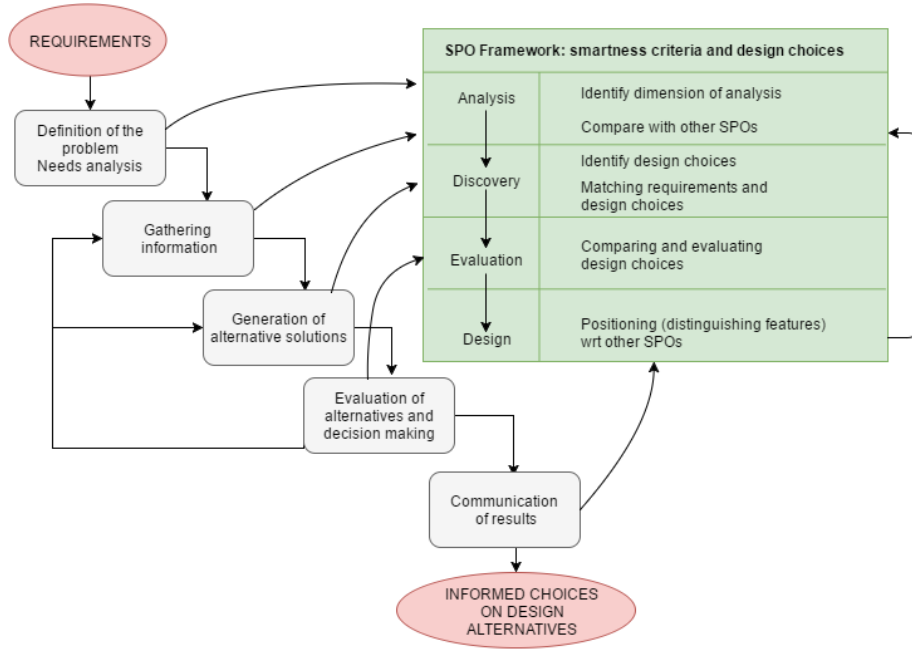 REQUIREMENTS
Definition of the
problem
Needs analysis
Gathering
information
Generation of
alternative solutions
Evaluation of
alternatives and
decision making
Communication
of results
INFORMED CHOICES
ON DESIGN
ALTERNATIVES
SPO Framework: smartness criteria and design choices
Analysis
Identify dimension of analysis
Compare with other SPOs
Discovery
Identify design choices
Matching requirements and
design choices
Evaluation
Comparing and evaluating
design choices
Design
Positioning (distinguishing features)
wrt other SPOs